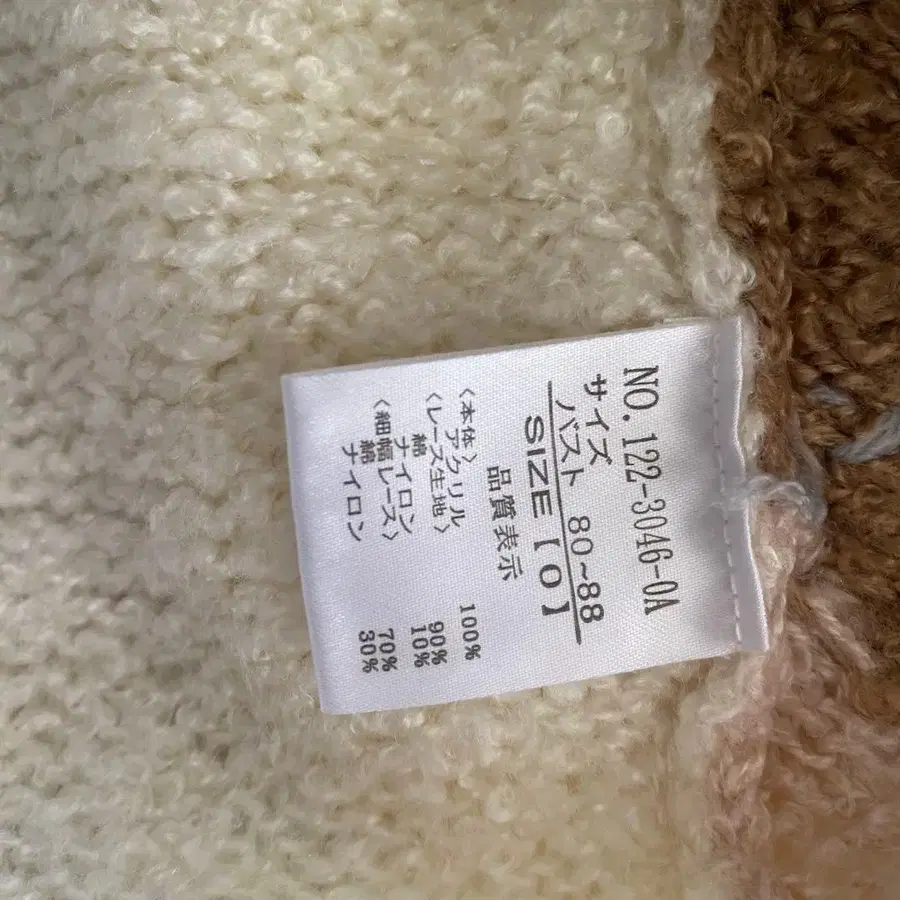 NO. 122-3046-0A
サイズ
バスト 80~88
SIZE【0】
品質表示
〈本体〉
アクリル 100%
〈レース生地〉
綿 90%
ナイロン 10%
〈細幅レース〉
綿 70%
ナイロン 30%